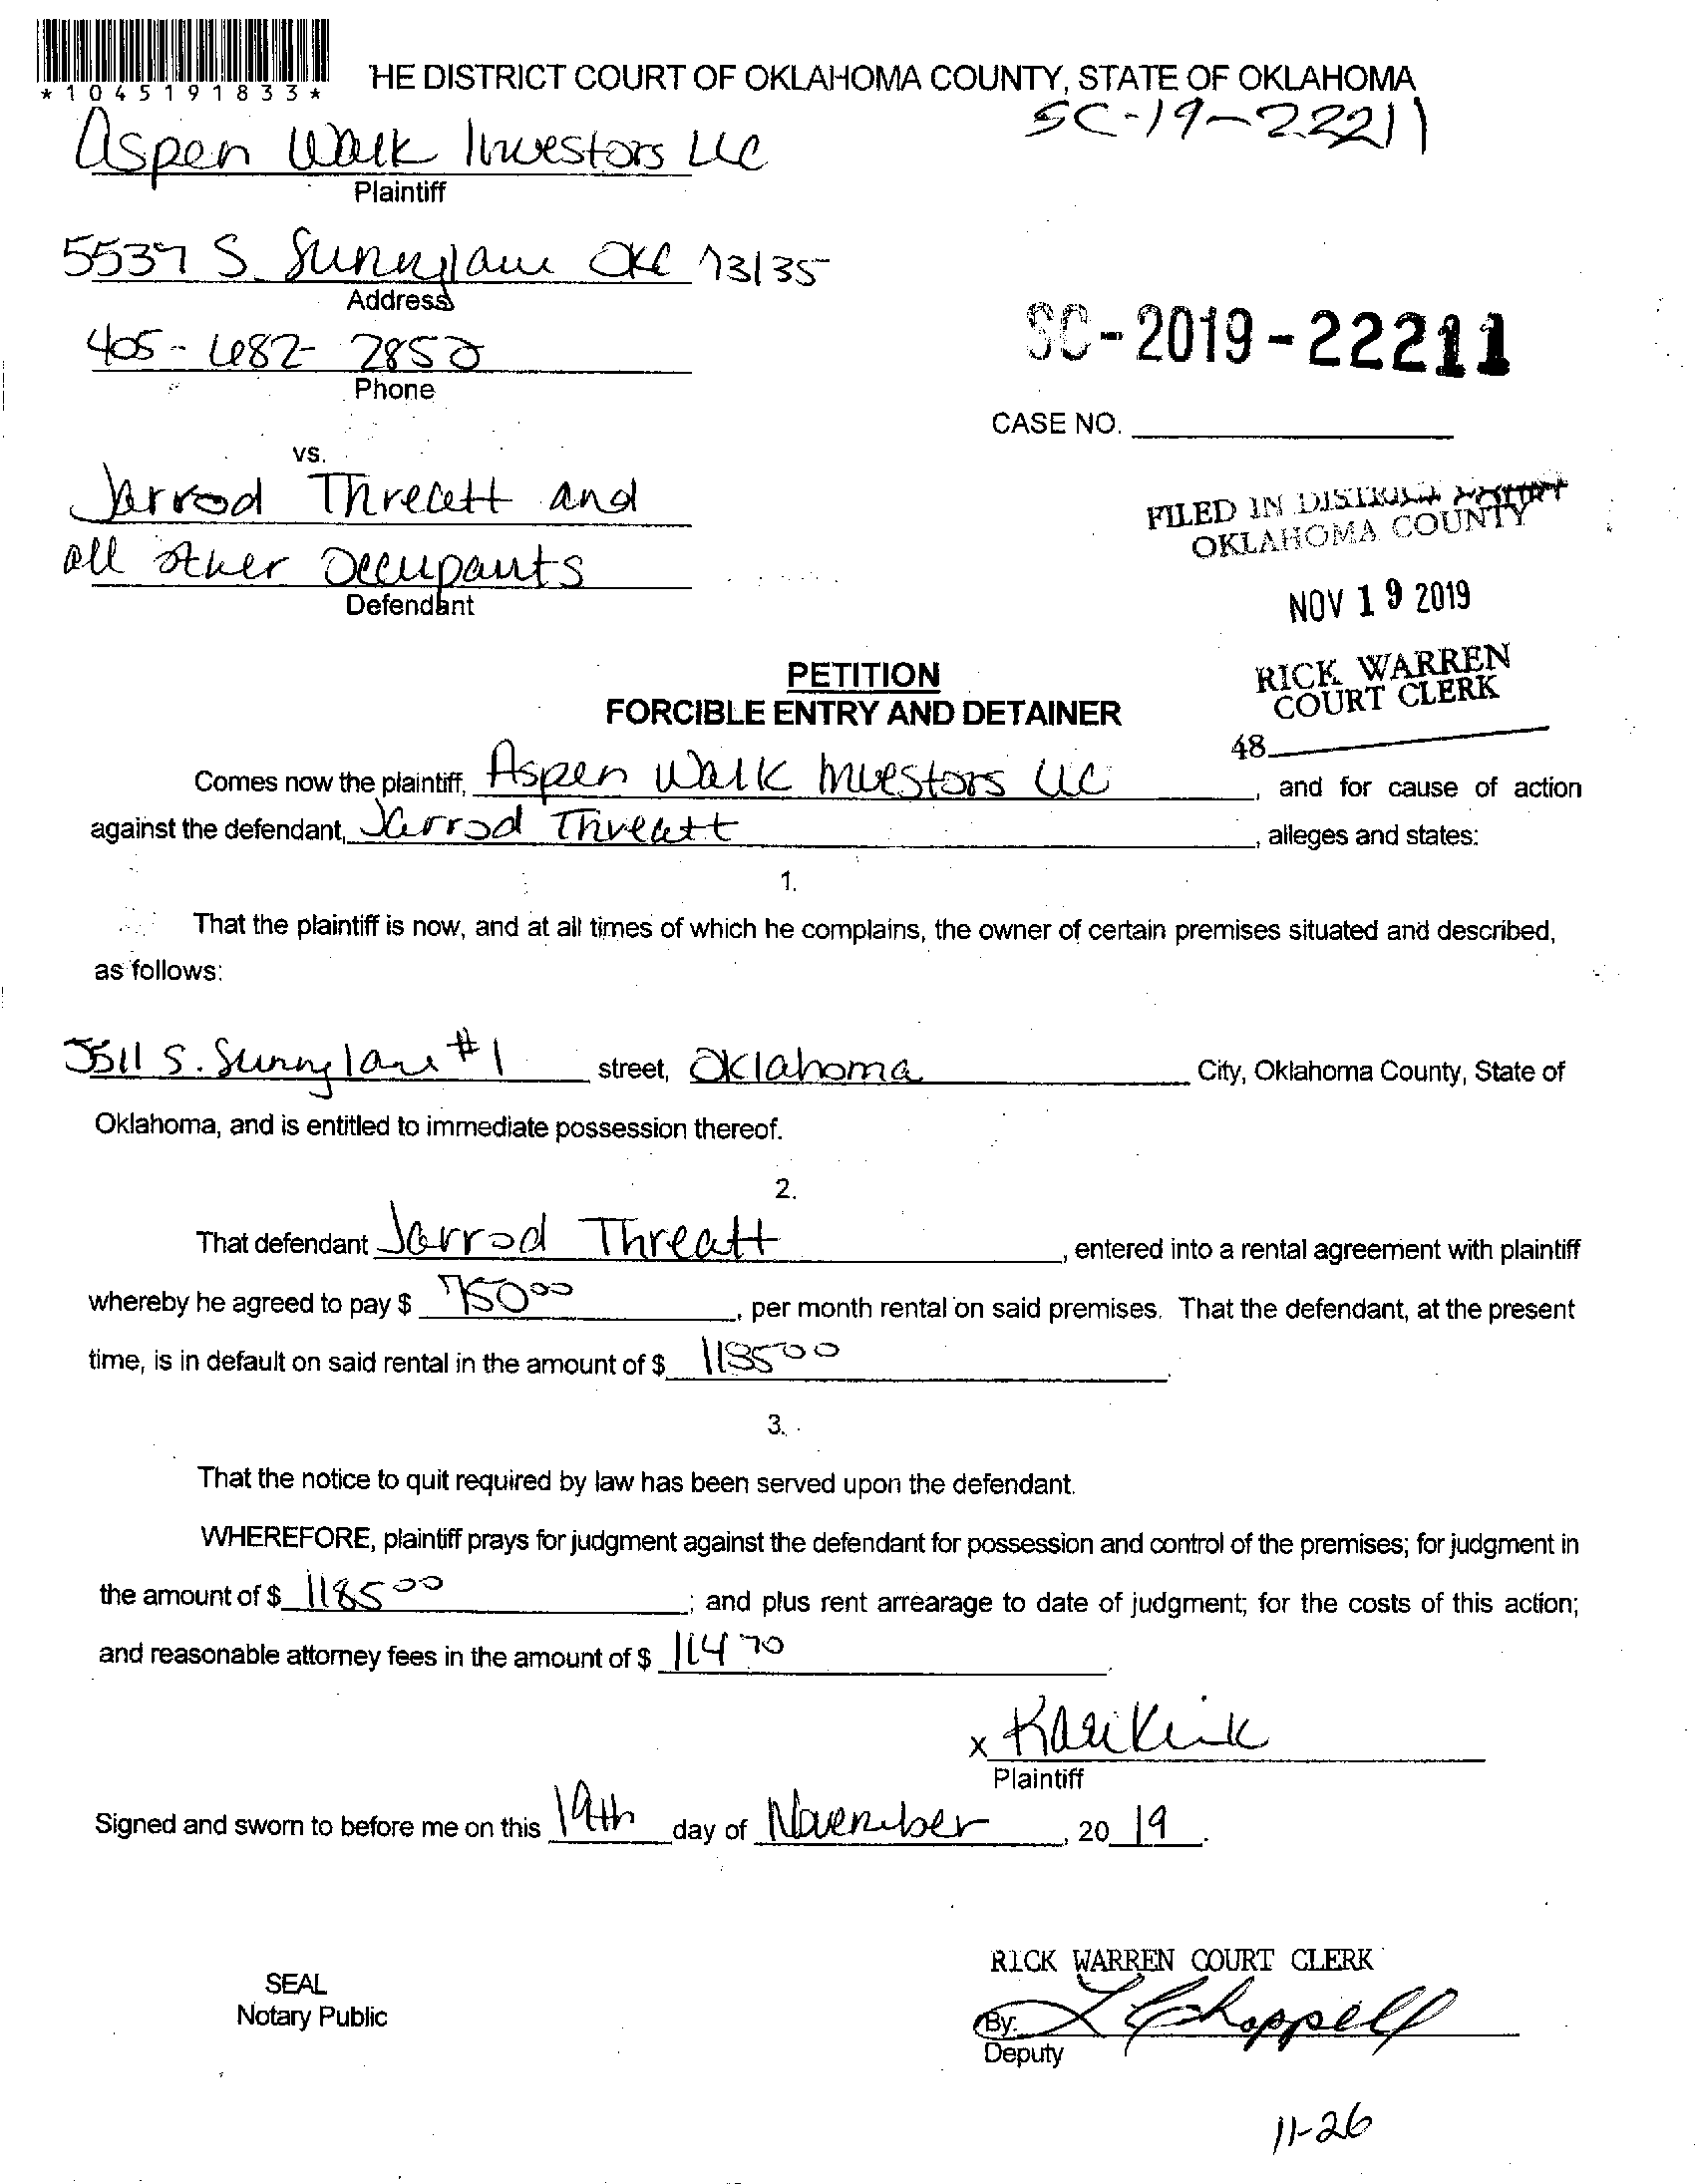 *1045191833*
HE DISTRICT COURT OF OKLAHOMA COUNTY, STATE OF OKLAHOMA
SC-19-22211
Aspen Walk Investors LLC
Plaintiff
5537 S. Sunnylane OKC 73135
Address
405-682-2852
Phone
SC-2019-22211
CASE NO.
vs.
Jarrod Threatt and
all other Occupants
Defendant
FILED IN DISTRICT COURT
OKLAHOMA COUNTY
NOV 19 2019
RICK WARREN
COURT CLERK
48
PETITION
FORCIBLE ENTRY AND DETAINER
Comes now the plaintiff, Aspen Walk Investors LLC, and for cause of action
against the defendant, Jarrod Threatt, alleges and states:
1.
That the plaintiff is now, and at all times of which he complains, the owner of certain premises situated and described,
as follows:
5511 S. Sunnylane #1 street, Oklahoma City, Oklahoma County, State of
Oklahoma, and is entitled to immediate possession thereof.
2.
That defendant Jarrod Threatt, entered into a rental agreement with plaintiff
whereby he agreed to pay $ 750 00, per month rental on said premises. That the defendant, at the present
time, is in default on said rental in the amount of $ 1185 00.
3.
That the notice to quit required by law has been served upon the defendant.
WHEREFORE, plaintiff prays for judgment against the defendant for possession and control of the premises; for judgment in
the amount of $ 1185 00; and plus rent arrearage to date of judgment; for the costs of this action;
and reasonable attorney fees in the amount of $ 114 70.
x
Plaintiff
Signed and sworn to before me on this 19th day of November, 20 19.
RICK WARREN COURT CLERK
SEAL
Notary Public
By: L Chappell
Deputy
11-26